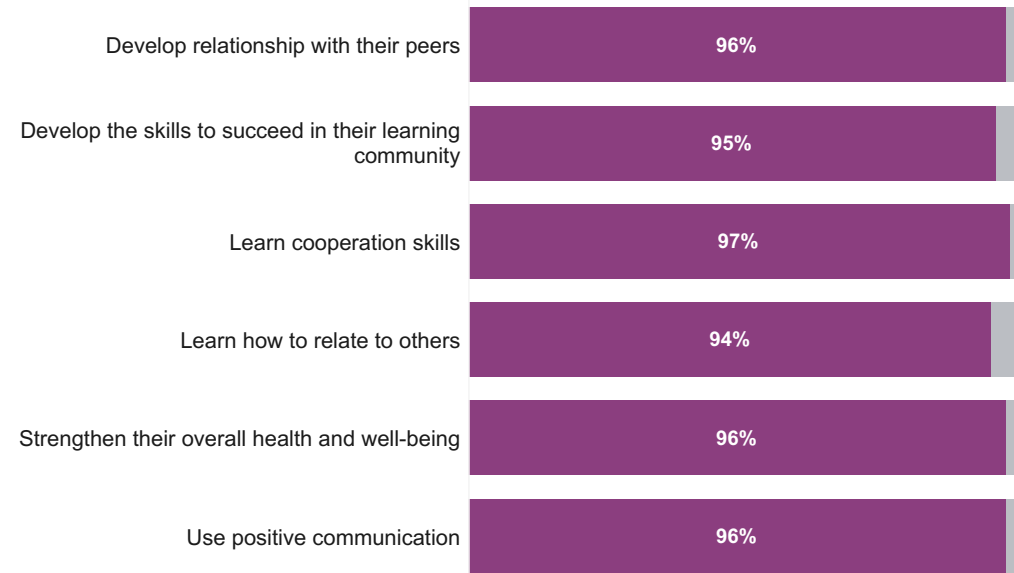 Develop relationship with their peers
96%
Develop the skills to succeed in their learning
community
95%
Learn cooperation skills
97%
Learn how to relate to others
94%
Strengthen their overall health and well-being
96%
Use positive communication
96%